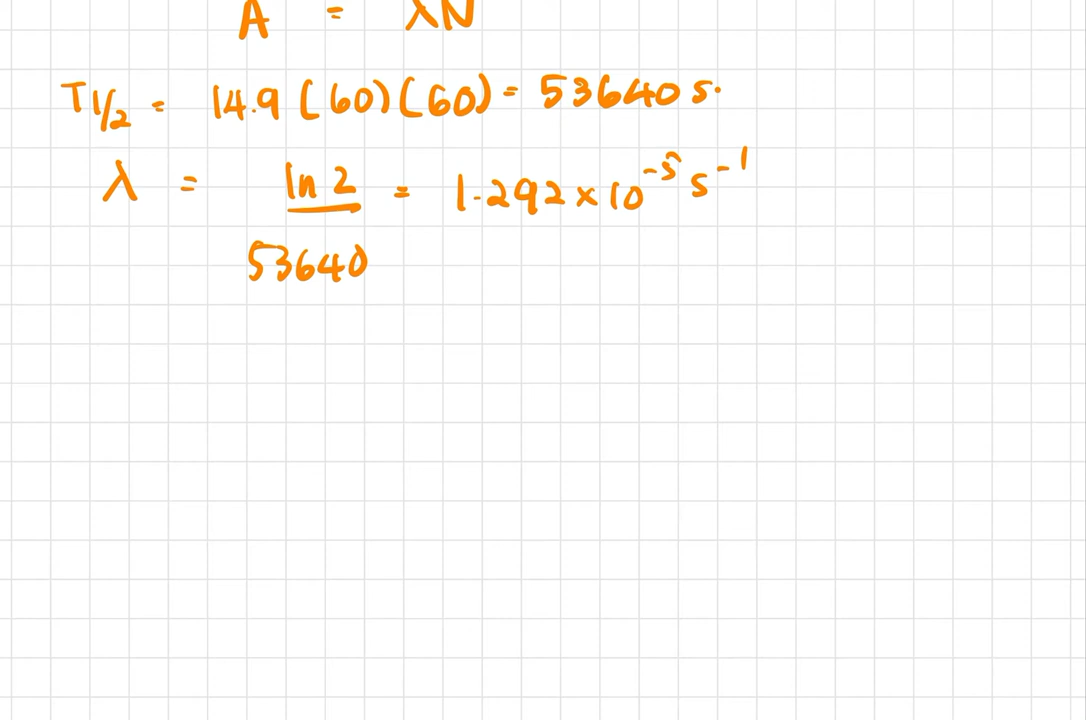 A = λN
T1/2 = 14.9 (60)(60) = 53640 s.
λ = ln 2 / 53640 = 1.292 × 10⁻⁵ s⁻¹